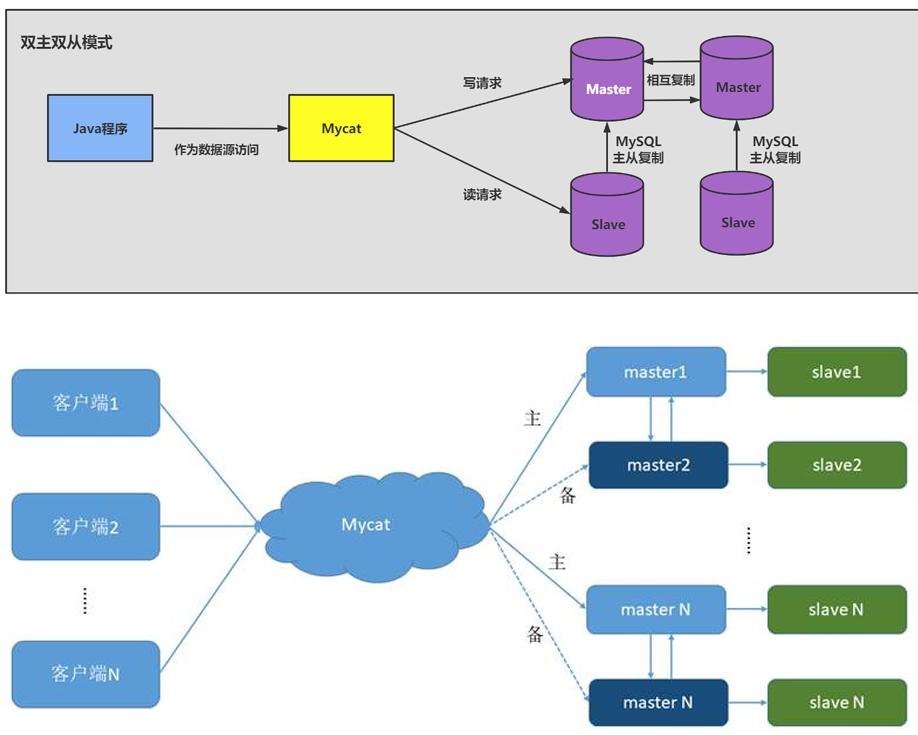 双主双从模式
Java程序
作为数据源访问
Mycat
写请求
读请求
Master
相互复制
Master
MySQL
主从复制
MySQL
主从复制
Slave
Slave
客户端1
客户端2
客户端N
Mycat
主
备
主
备
master1
slave1
master2
slave2
master N
slave N
master N
slave N